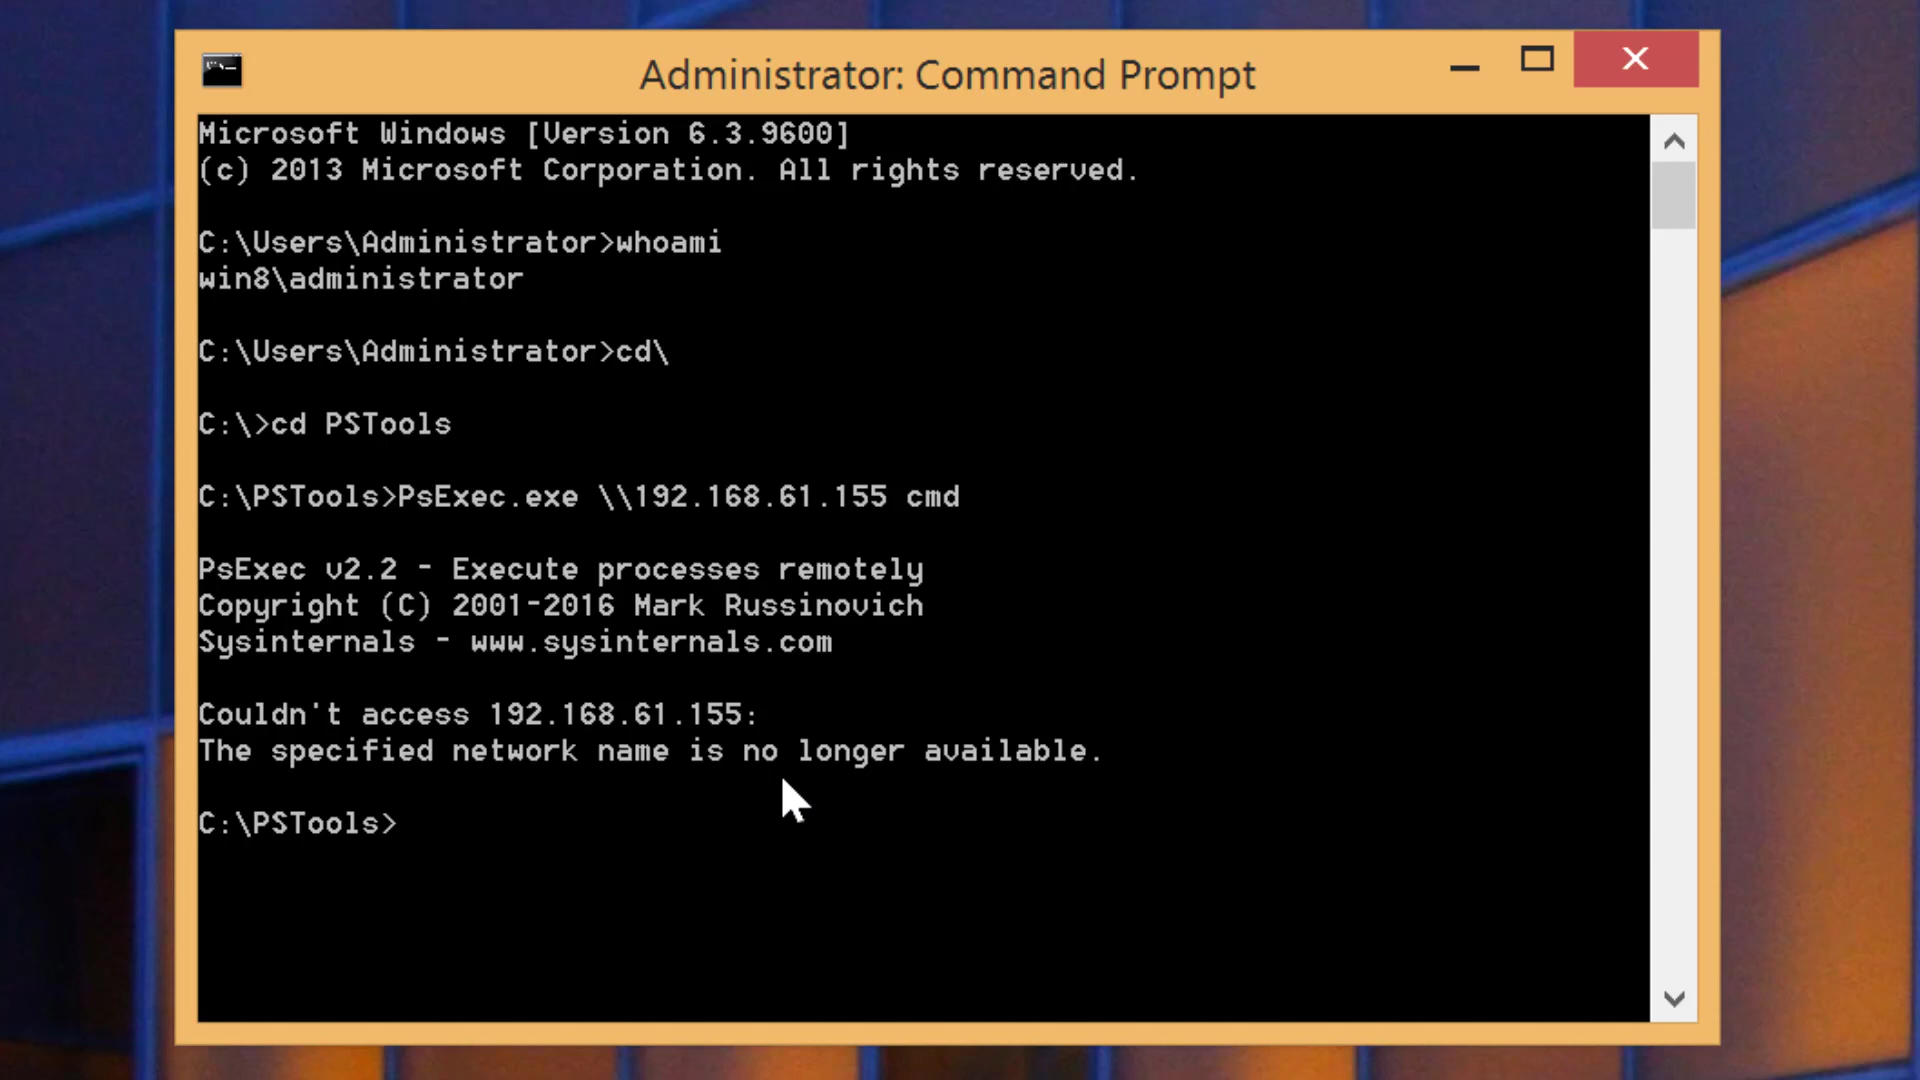 Administrator: Command Prompt
Microsoft Windows [Version 6.3.9600]
(c) 2013 Microsoft Corporation. All rights reserved.
C:\Users\Administrator>whoami
win8\administrator
C:\Users\Administrator>cd\
C:\>cd PSTools
C:\PSTools>PsExec.exe \\192.168.61.155 cmd
PsExec v2.2 - Execute processes remotely
Copyright (C) 2001-2016 Mark Russinovich
Sysinternals - www.sysinternals.com
Couldn't access 192.168.61.155:
The specified network name is no longer available.
C:\PSTools>